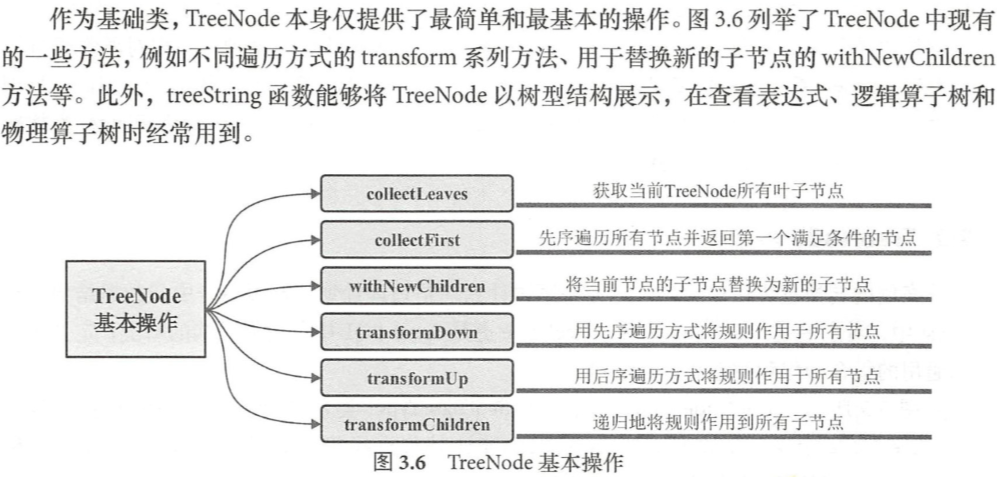 作为基础类，TreeNode 本身仅提供了最简单和最基本的操作。图 3.6 列举了 TreeNode 中现有
的一些方法，例如不同遍历方式的 transform 系列方法、用于替换新的子节点的 withNewChildren
方法等。此外，treeString 函数能够将 TreeNode 以树型结构展示，在查看表达式、逻辑算子树和
物理算子树时经常用到。
collectLeaves 获取当前TreeNode所有叶子节点
collectFirst 先序遍历所有节点并返回第一个满足条件的节点
withNewChildren 将当前节点的子节点替换为新的子节点
TreeNode
基本操作
transformDown 用先序遍历方式将规则作用于所有节点
transformUp 用后序遍历方式将规则作用于所有节点
transformChildren 递归地将规则作用到所有子节点
图 3.6 TreeNode 基本操作